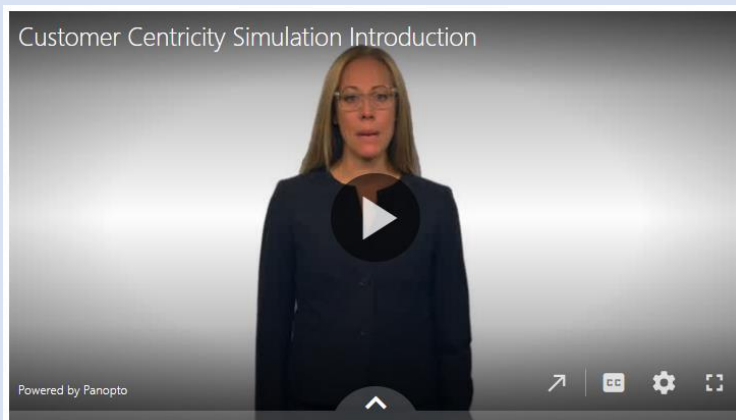 Customer Centricity Simulation Introduction
Powered by Panopto
CC